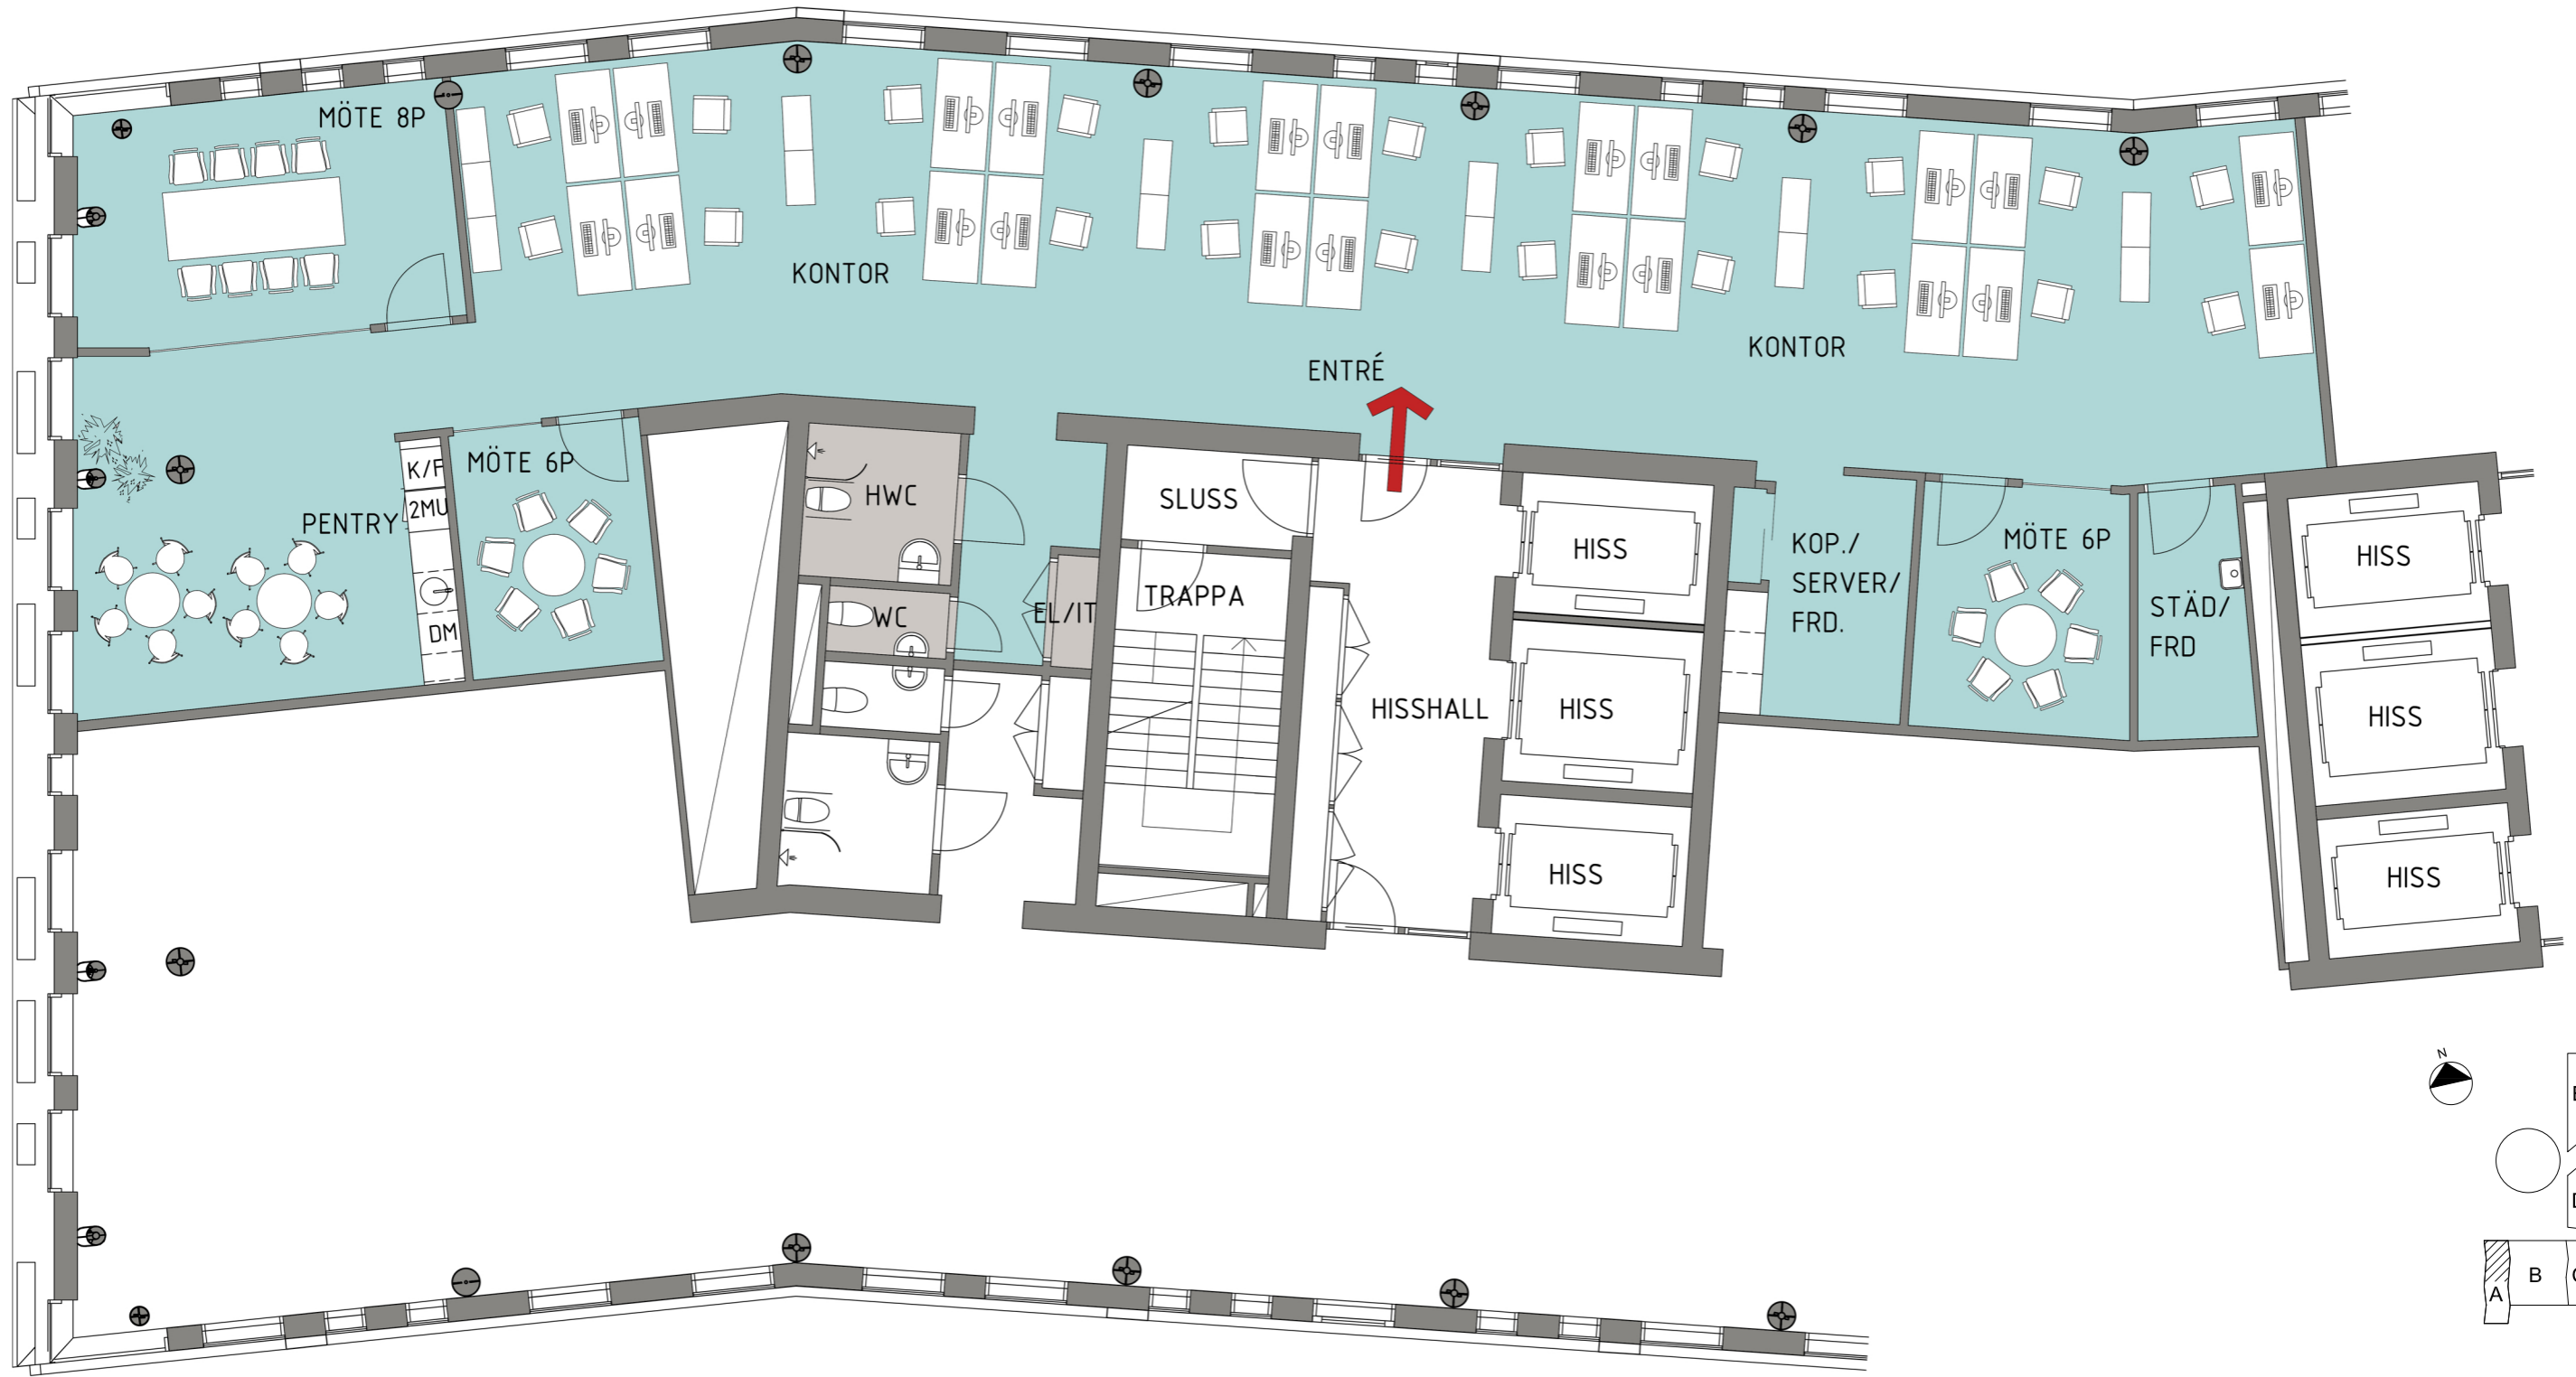 MÖTE 8P
KONTOR
KONTOR
ENTRÉ
K/F
MÖTE 6P
2MU
PENTRY
DM
HWC
WC
EL/IT
SLUSS
TRAPPA
HISSHALL
HISS
HISS
HISS
KOP./
SERVER/
FRD.
MÖTE 6P
STÄD/
FRD
HISS
HISS
HISS
N
B
A